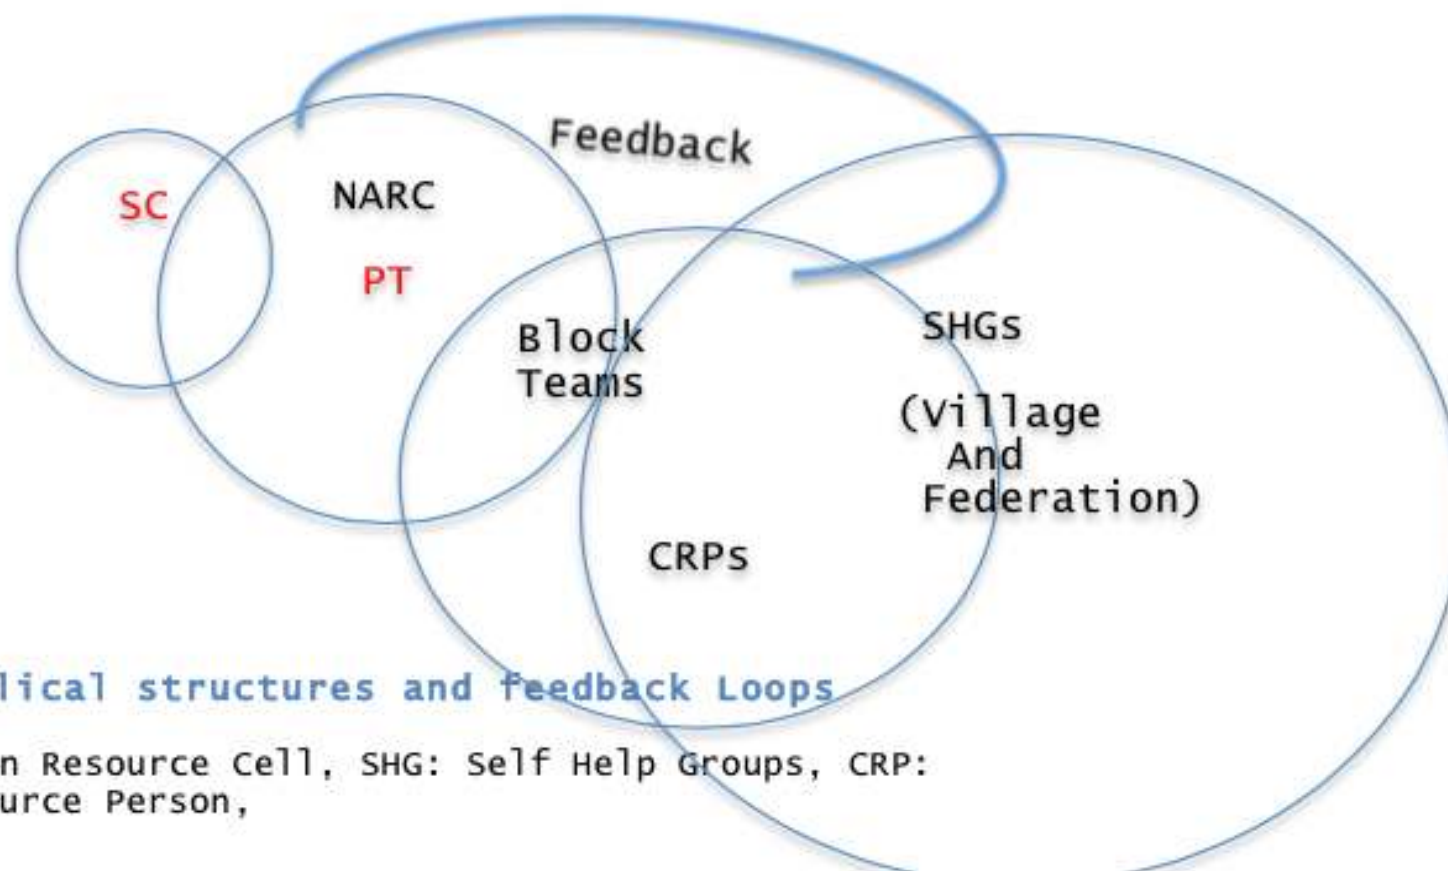 Feedback
SC
NARC
PT
Block
Teams
SHGs
(Village
And
Federation)
CRPs
lical structures and feedback Loops
n Resource Cell, SHG: Self Help Groups, CRP:
urce Person,